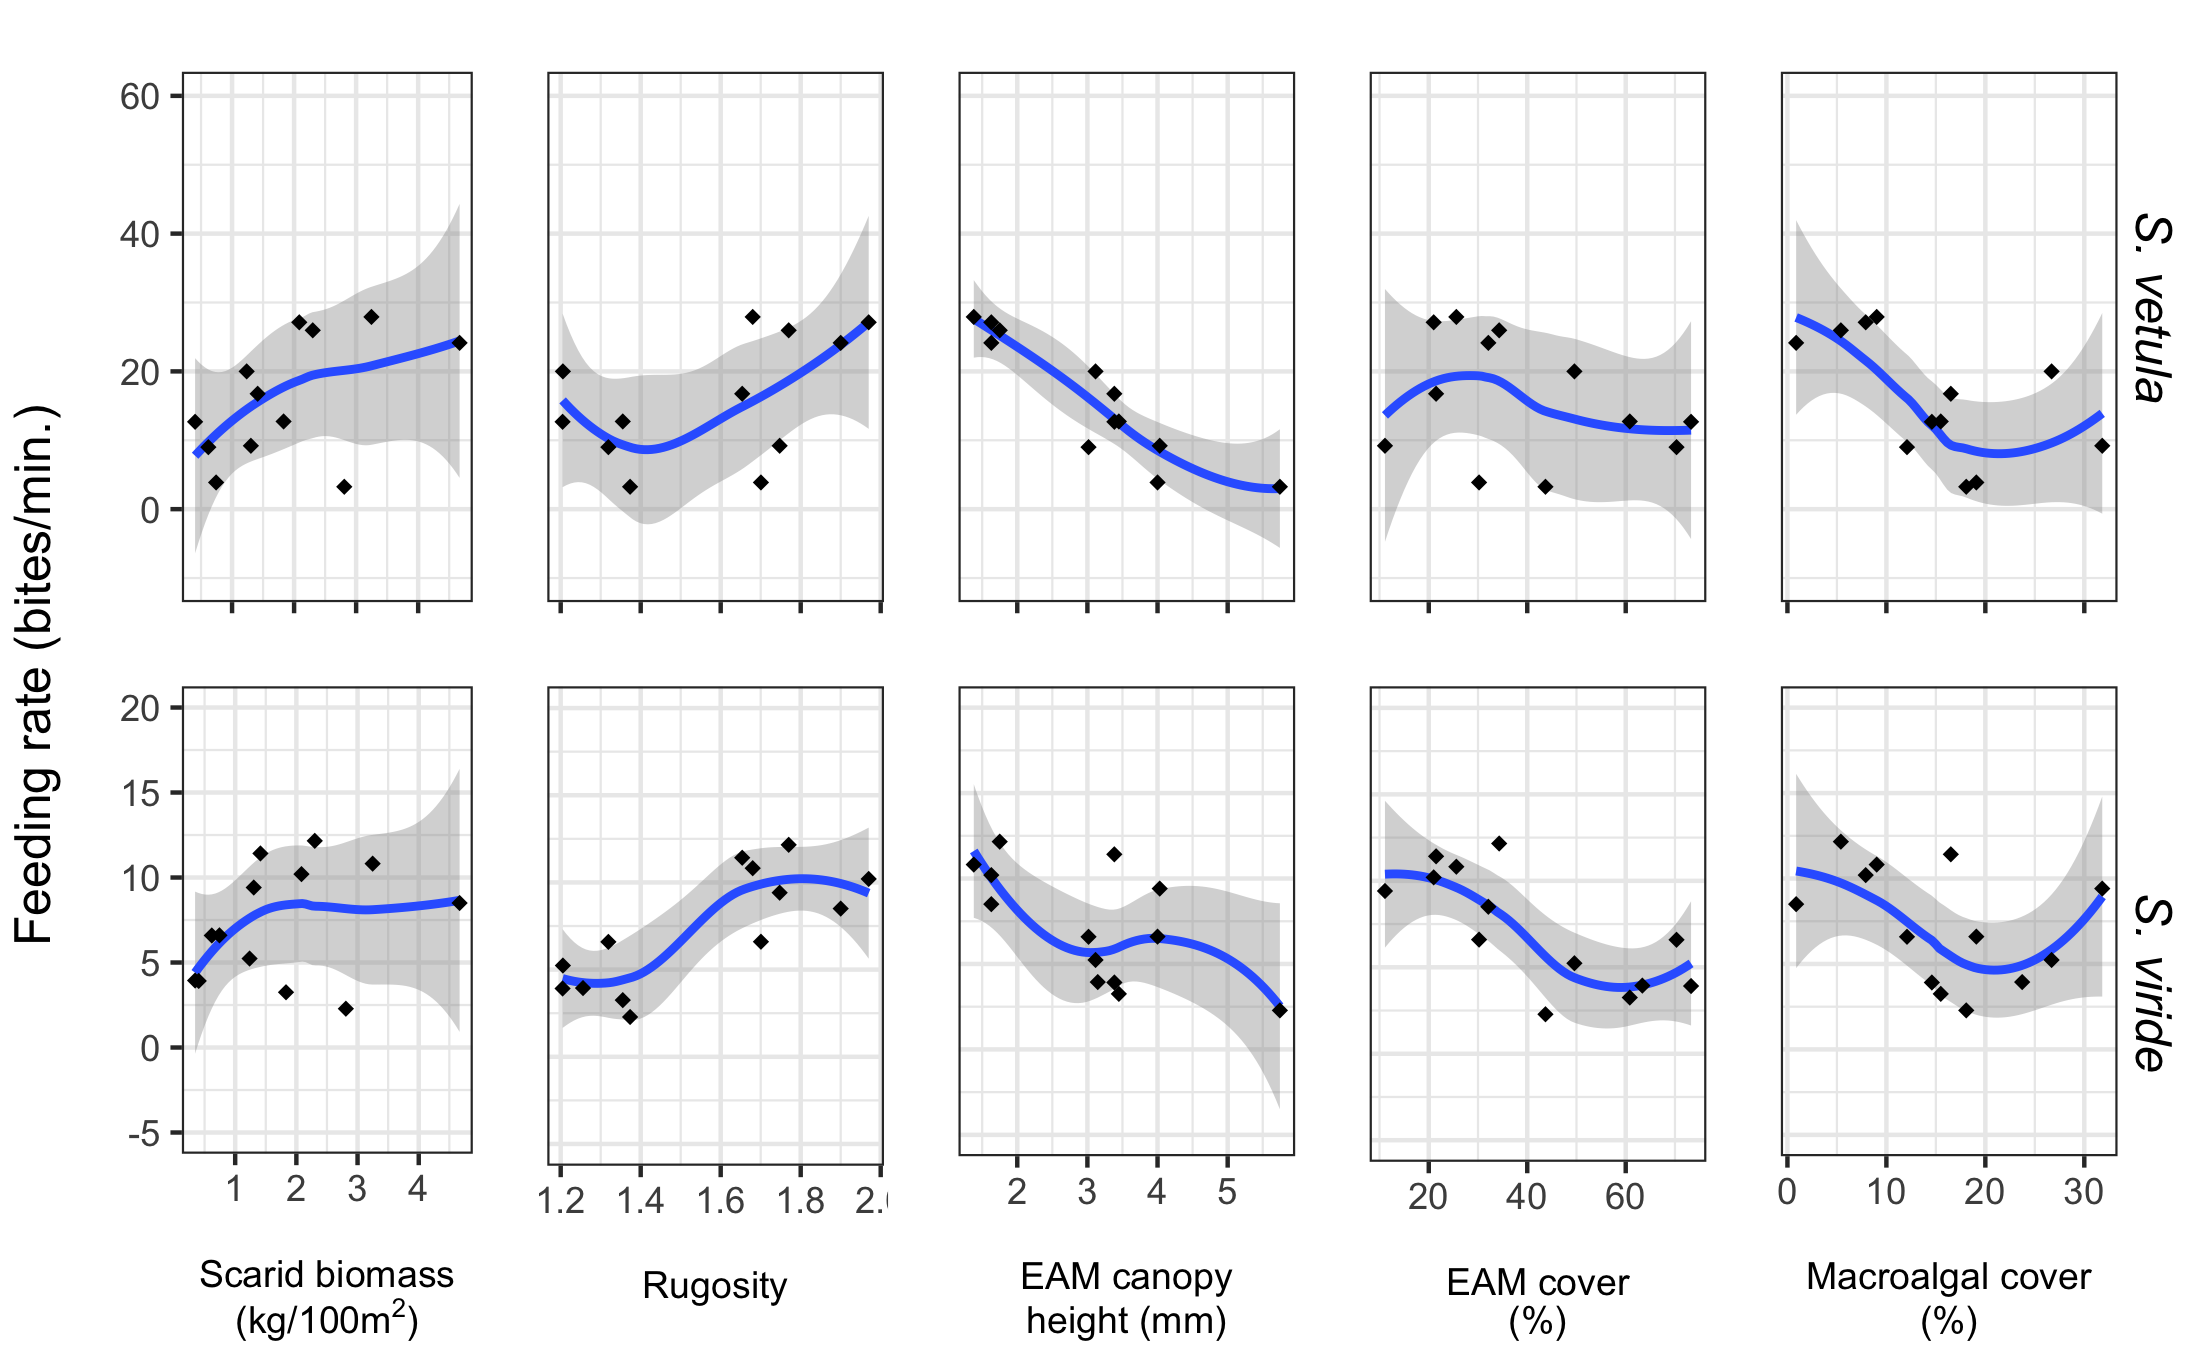 60
40
20
0
S. vetula
Feeding rate (bites/min.)
20
15
10
5
0
-5
S. viride
1 2 3 4
1.2 1.4 1.6 1.8 2.0
2 3 4 5
20 40 60
0 10 20 30
Scarid biomass
(kg/100m²)
Rugosity
EAM canopy
height (mm)
EAM cover
(%)
Macroalgal cover
(%)